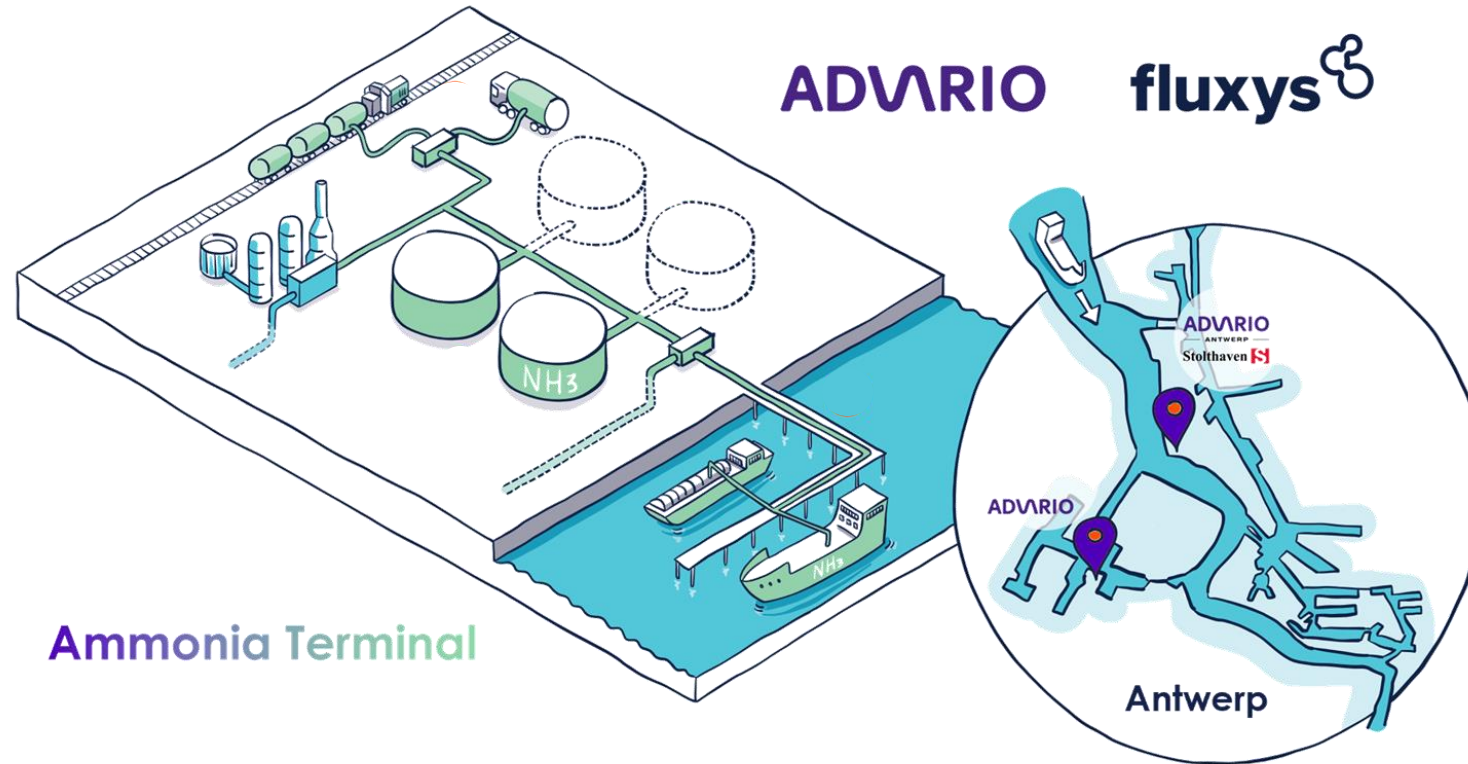 ADVARIO fluxys
NH3
NH3
Ammonia Terminal
ADVARIO
ANTWERP
Stolthaven S
ADVARIO
Antwerp